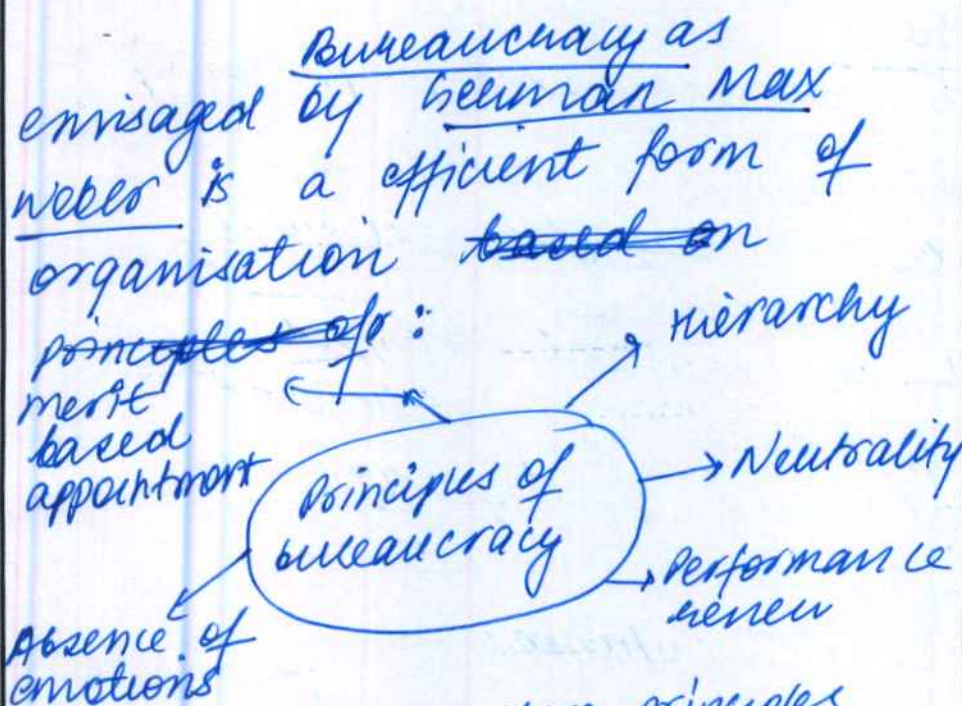 Bureaucracy as
envisaged by German Max
Weber is a efficient form of
organisation based on
principles of :
Hierarchy
merit
based
appointment
Neutrality
Principles of
bureaucracy
Performance
review
Absence of
emotions
principles